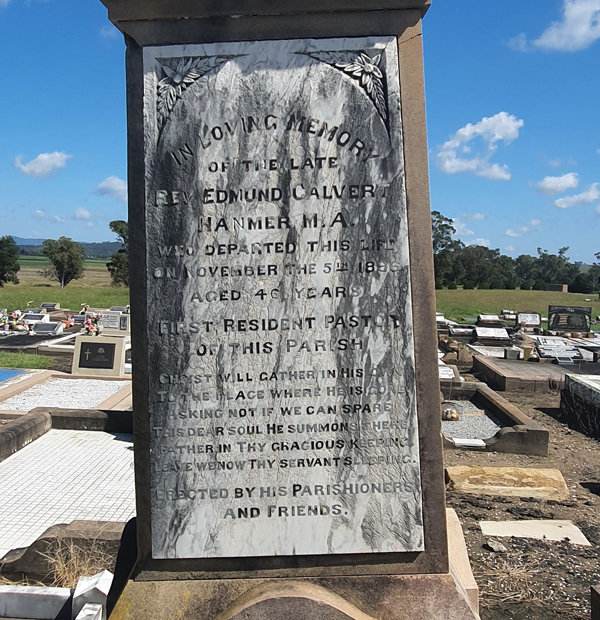 IN LOVING MEMORY
OF THE LATE
REV. EDMUND CALVERT
HANMER, M.A.
WHO DEPARTED THIS LIFE
ON NOVEMBER THE 5TH
AGED 46 YEARS
FIRST RESIDENT PASTOR
OF THIS PARISH
CHRIST WILL GATHER IN HIS OWN
TO THE PLACE WHERE HE IS GONE
ASKING NOT IF WE CAN SPARE
THIS DEAR SOUL HE SUMMONS THERE
FATHER IN THY GRACIOUS KEEPING
LEAVE WE NOW THY SERVANT SLEEPING
ERECTED BY HIS PARISHIONERS
AND FRIENDS.